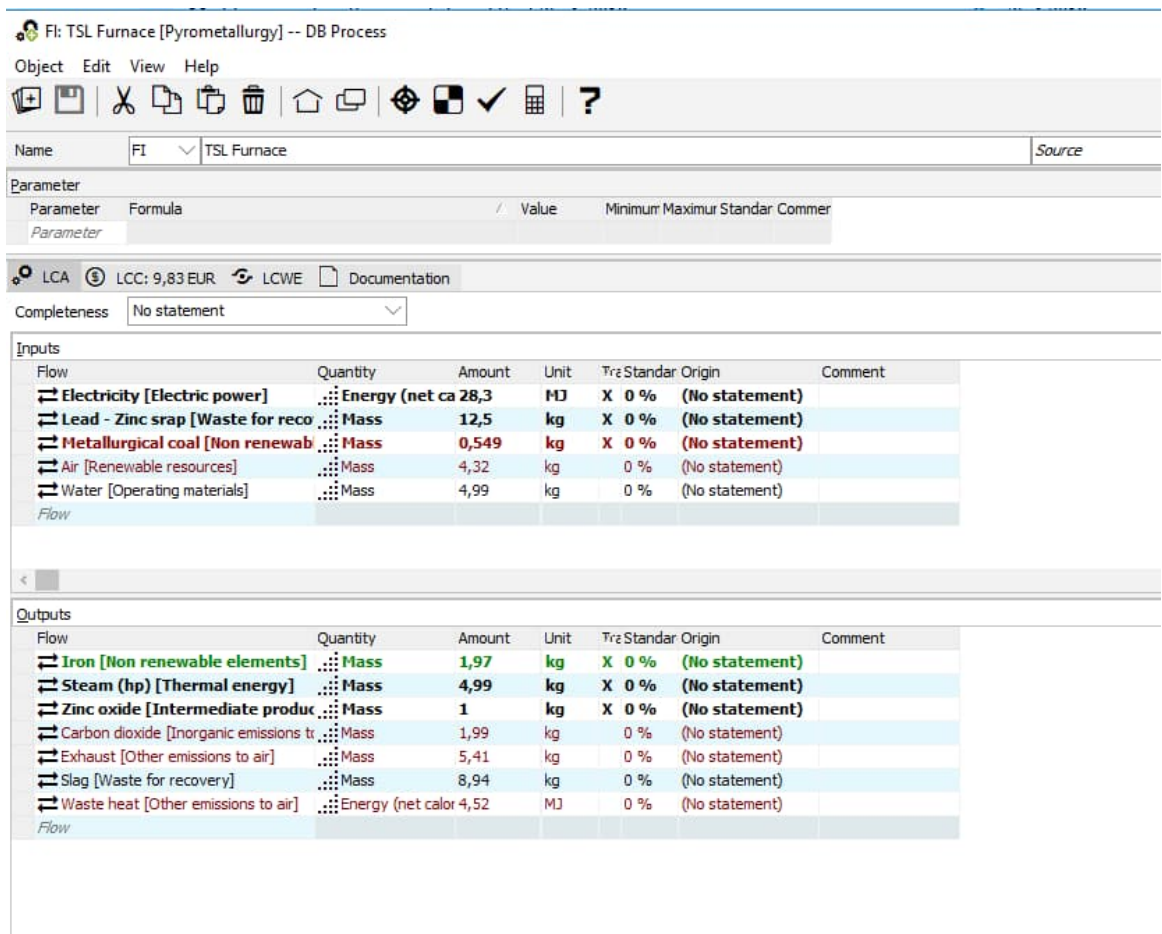 FI: TSL Furnace [Pyrometallurgy] -- DB Process
Object Edit View Help
Name FI TSL Furnace Source
Parameter
Parameter Formula Value Minimum Maximur Standar Commer
Parameter
LCA LCC: 9,83 EUR LCWE Documentation
Completeness No statement
Inputs
Flow Quantity Amount Unit Tra Standar Origin Comment
Electricity [Electric power] Energy (net ca 28,3 MJ X 0 % (No statement)
Lead - Zinc srap [Waste for reco Mass 12,5 kg X 0 % (No statement)
Metallurgical coal [Non renewabl Mass 0,549 kg X 0 % (No statement)
Air [Renewable resources] Mass 4,32 kg 0 % (No statement)
Water [Operating materials] Mass 4,99 kg 0 % (No statement)
Flow
Outputs
Flow Quantity Amount Unit Tra Standar Origin Comment
Iron [Non renewable elements] Mass 1,97 kg X 0 % (No statement)
Steam (hp) [Thermal energy] Mass 4,99 kg X 0 % (No statement)
Zinc oxide [Intermediate produc Mass 1 kg X 0 % (No statement)
Carbon dioxide [Inorganic emissions to Mass 1,99 kg 0 % (No statement)
Exhaust [Other emissions to air] Mass 5,41 kg 0 % (No statement)
Slag [Waste for recovery] Mass 8,94 kg 0 % (No statement)
Waste heat [Other emissions to air] Energy (net calor 4,52 MJ 0 % (No statement)
Flow